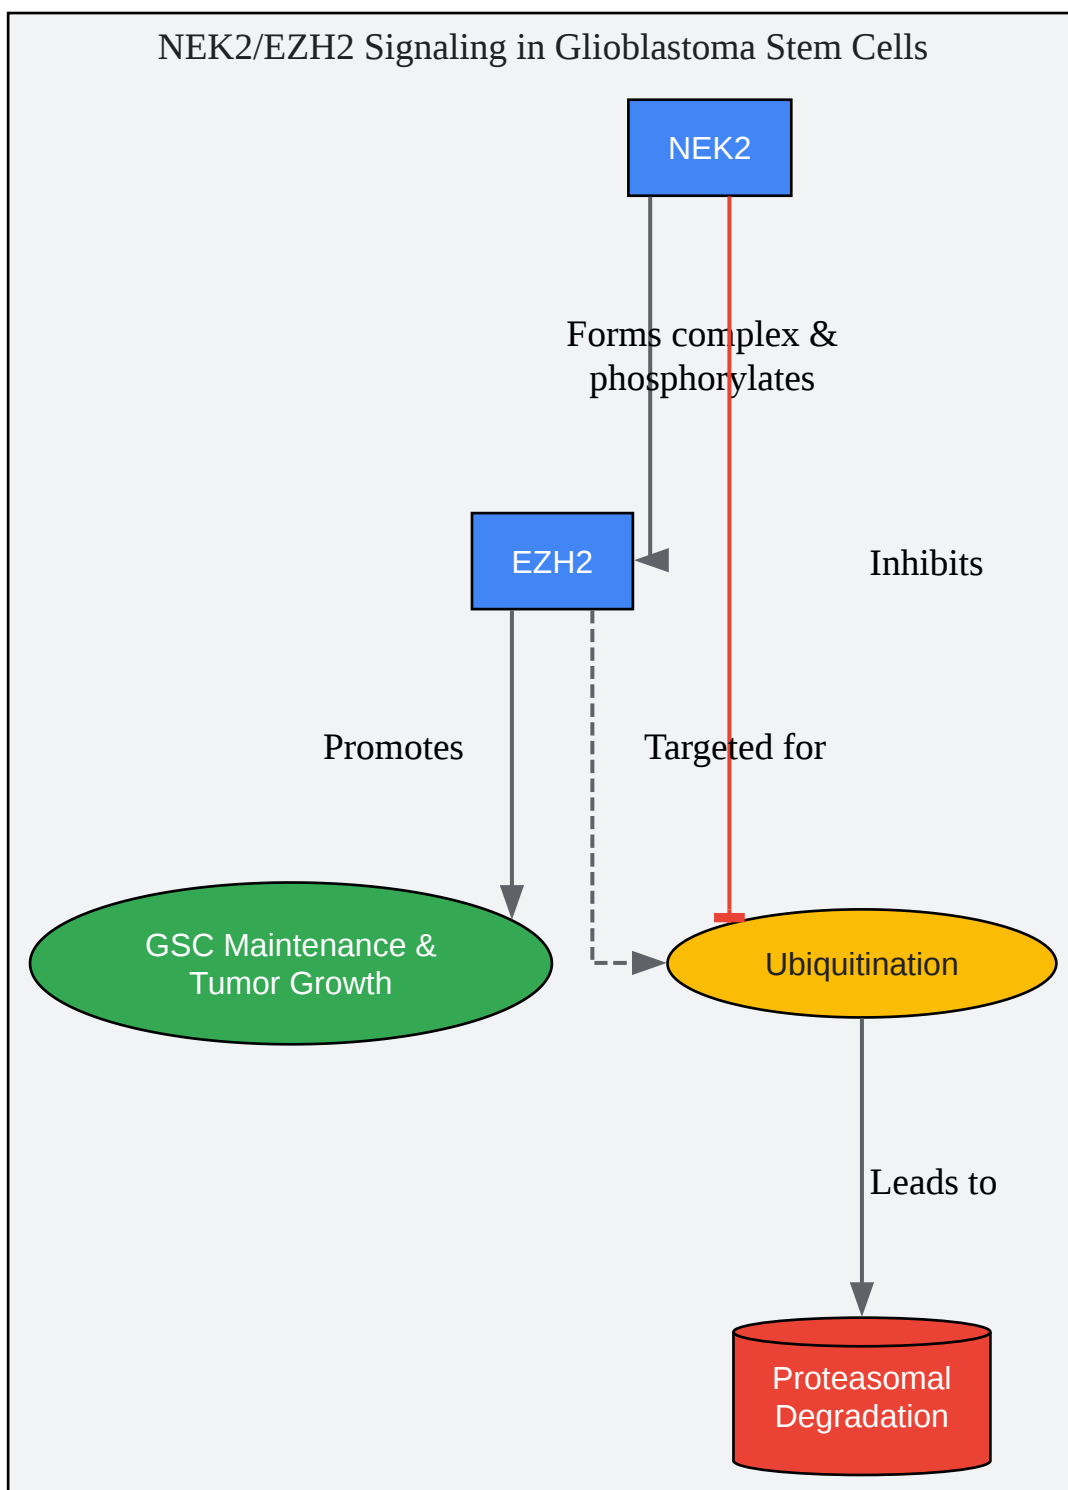 NEK2/EZH2 Signaling in Glioblastoma Stem Cells
NEK2
Forms complex &
phosphorylates
EZH2
Inhibits
Promotes
Targeted for
GSC Maintenance &
Tumor Growth
Ubiquitination
Leads to
Proteasomal
Degradation